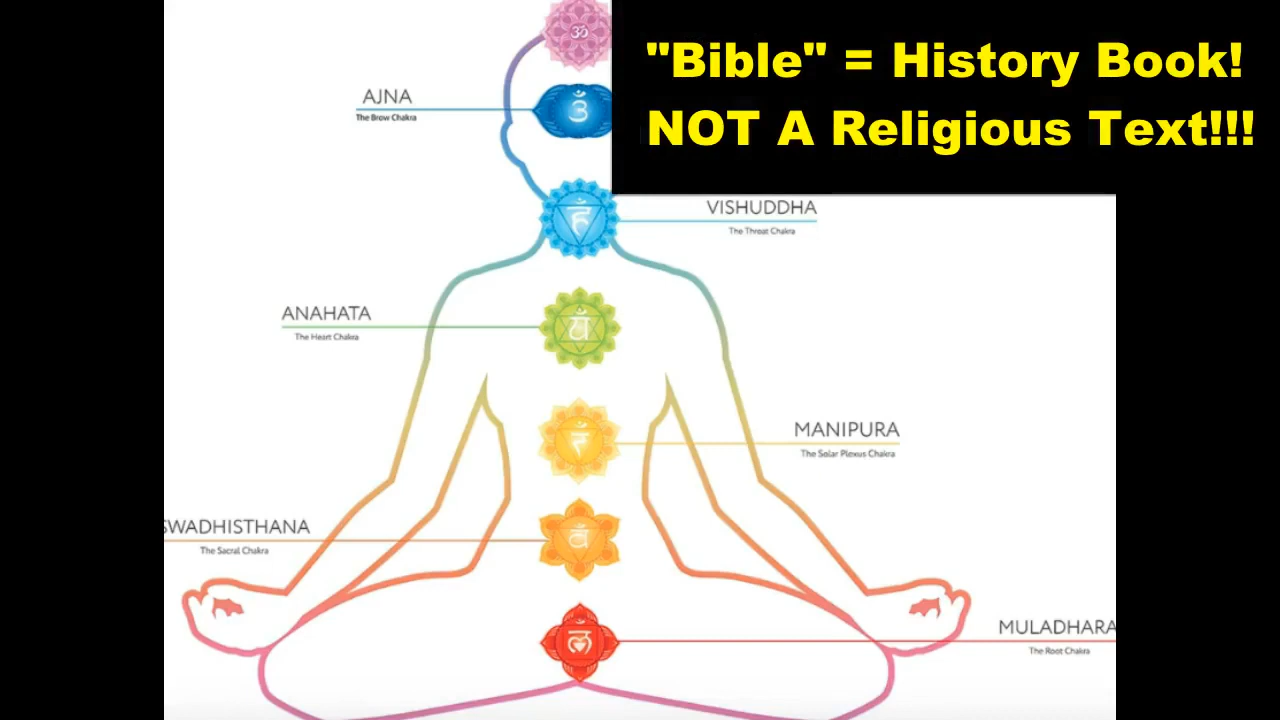 "Bible" = History Book!
NOT A Religious Text!!!
ॐ
AJNA
The Brow Chakra
VISHUDDHA
The Throat Chakra
हं
ANAHATA
The Heart Chakra
यं
MANIPURA
The Solar Plexus Chakra
रं
SWADHISTHANA
The Sacral Chakra
वं
MULADHARA
The Root Chakra
लं